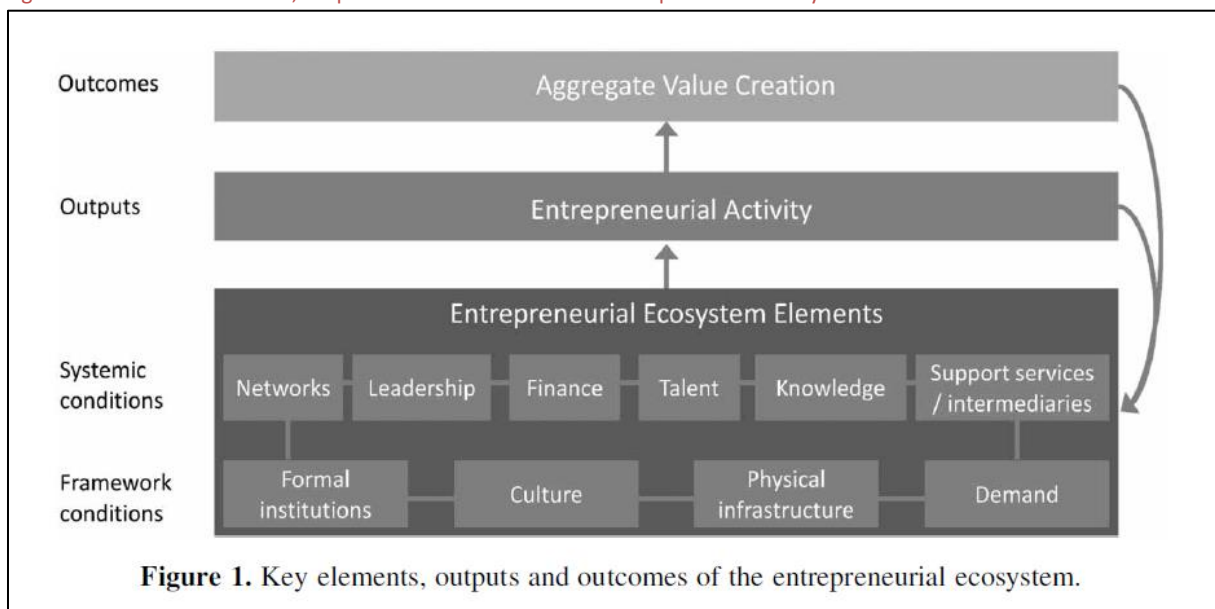 Outcomes
Aggregate Value Creation
Outputs
Entrepreneurial Activity
Entrepreneurial Ecosystem Elements
Systemic
conditions
Networks
Leadership
Finance
Talent
Knowledge
Support services
/ intermediaries
Framework
conditions
Formal
institutions
Culture
Physical
infrastructure
Demand
Figure 1. Key elements, outputs and outcomes of the entrepreneurial ecosystem.